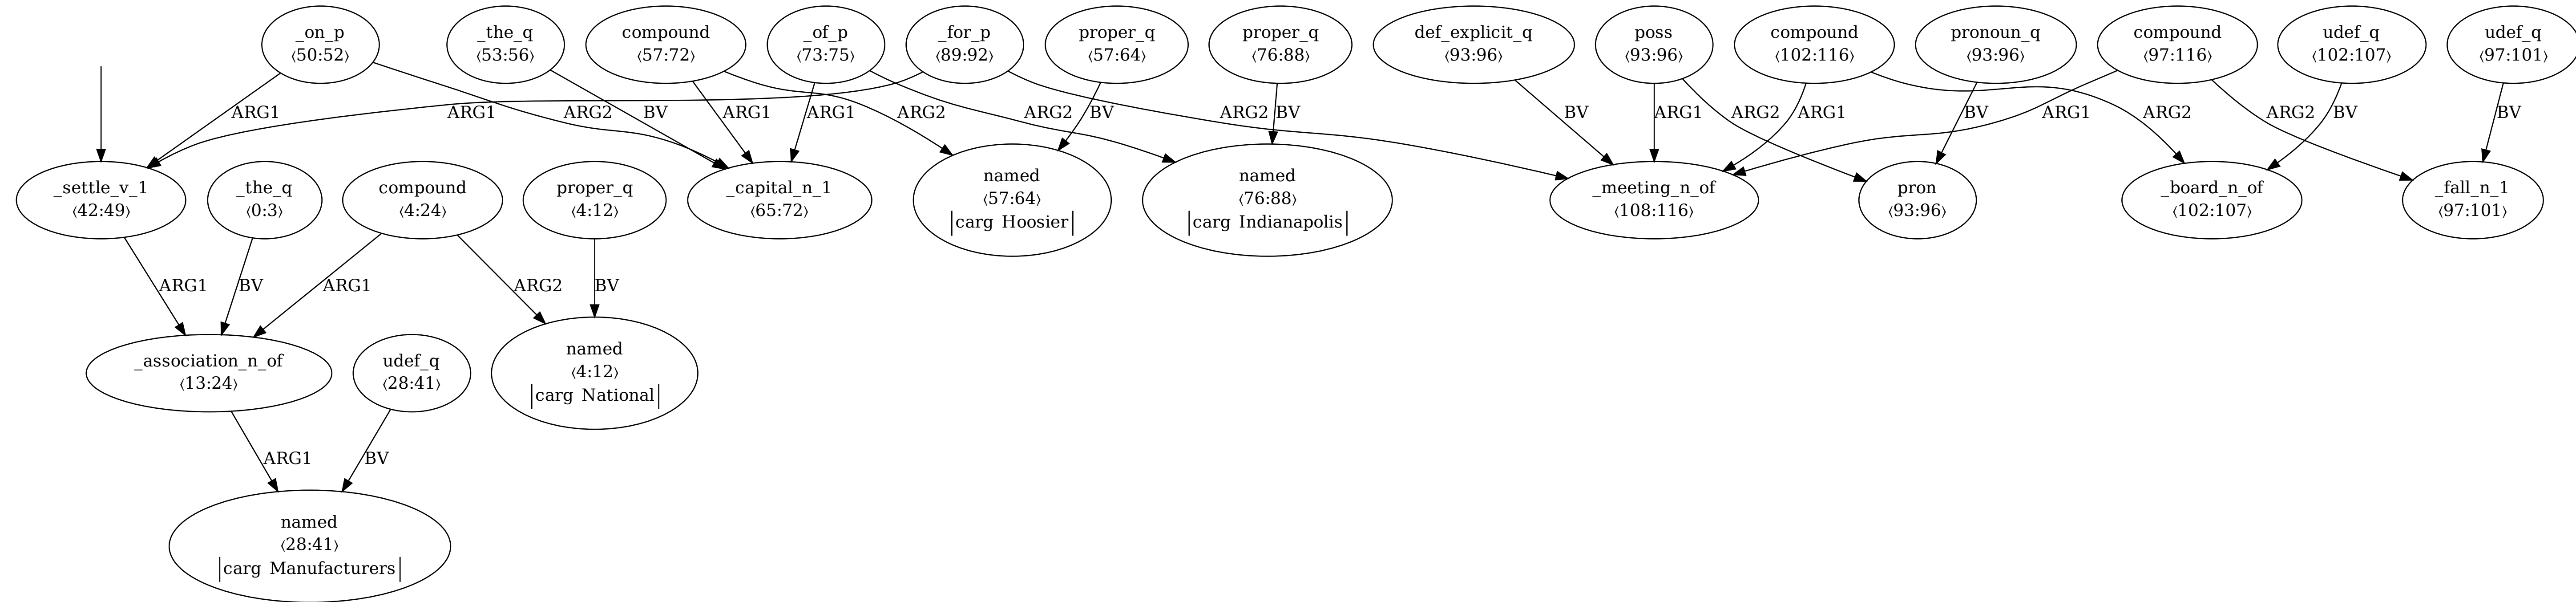 _on_p
⟨50:52⟩
_the_q
⟨53:56⟩
compound
⟨57:72⟩
_of_p
⟨73:75⟩
_for_p
⟨89:92⟩
proper_q
⟨57:64⟩
proper_q
⟨76:88⟩
def_explicit_q
⟨93:96⟩
poss
⟨93:96⟩
compound
⟨102:116⟩
pronoun_q
⟨93:96⟩
compound
⟨97:116⟩
udef_q
⟨102:107⟩
udef_q
⟨97:101⟩
ARG1
ARG1
ARG2
BV
ARG1
ARG1
ARG2
ARG2
BV
ARG2
BV
BV
ARG1
ARG2
ARG1
BV
ARG1
ARG2
BV
ARG2
BV
_settle_v_1
⟨42:49⟩
_the_q
⟨0:3⟩
compound
⟨4:24⟩
proper_q
⟨4:12⟩
_capital_n_1
⟨65:72⟩
named
⟨57:64⟩
carg Hoosier
named
⟨76:88⟩
carg Indianapolis
_meeting_n_of
⟨108:116⟩
pron
⟨93:96⟩
_board_n_of
⟨102:107⟩
_fall_n_1
⟨97:101⟩
ARG1
BV
ARG1
ARG2
BV
_association_n_of
⟨13:24⟩
udef_q
⟨28:41⟩
named
⟨4:12⟩
carg National
ARG1
BV
named
⟨28:41⟩
carg Manufacturers